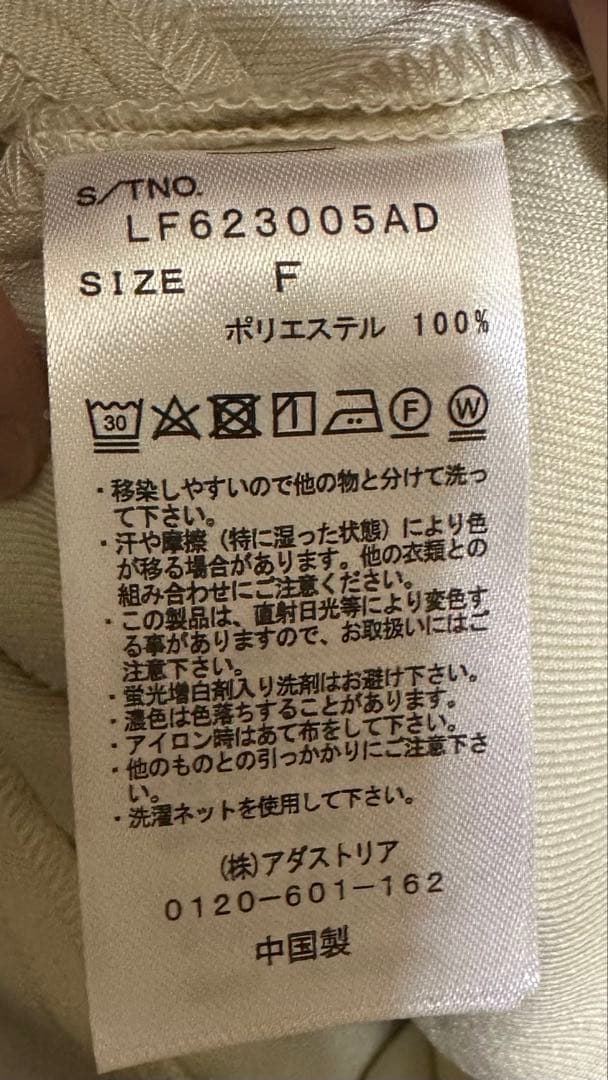 S/TNO.
LF623005AD
SIZE F
ポリエステル 100%
30 F W
・移染しやすいので他の物と分けて洗っ
て下さい。
・汗や摩擦（特に湿った状態）により色
が移る場合があります。他の衣類との
組み合わせにご注意ください。
・この製品は、直射日光等により変色す
る事がありますので、お取扱いにはご
注意下さい。
・蛍光増白剤入り洗剤はお避け下さい。
・濃色は色落ちすることがあります。
・アイロン時はあて布をして下さい。
・他のものとの引っかかりにご注意下さ
い。
・洗濯ネットを使用して下さい。
(株)アダストリア
0120-601-162
中国製